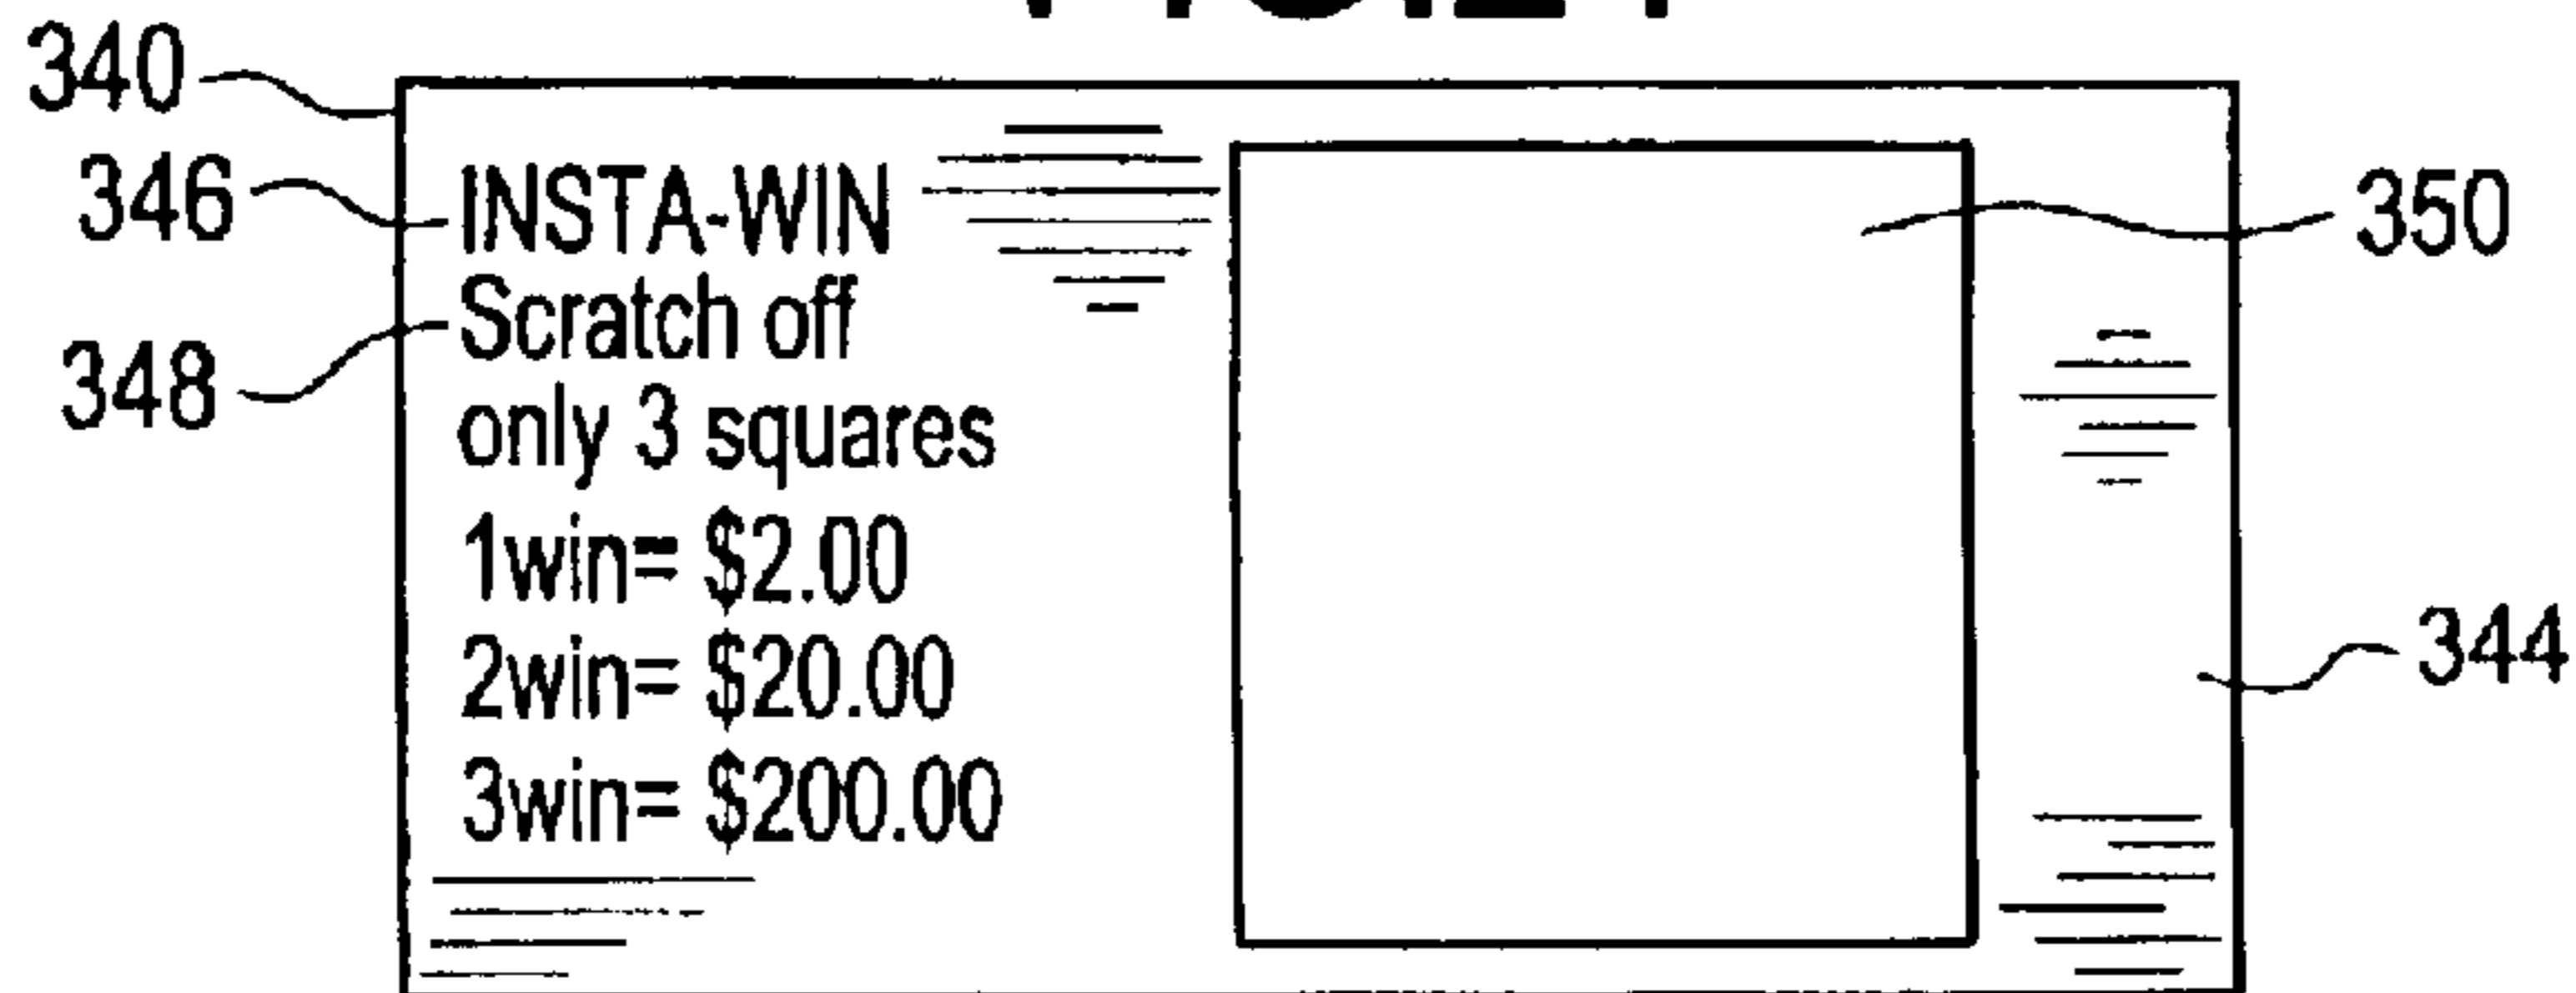 340
346
INSTA-WIN
350
348
Scratch off
only 3 squares
1win= $2.00
2win= $20.00
344
3win= $200.00